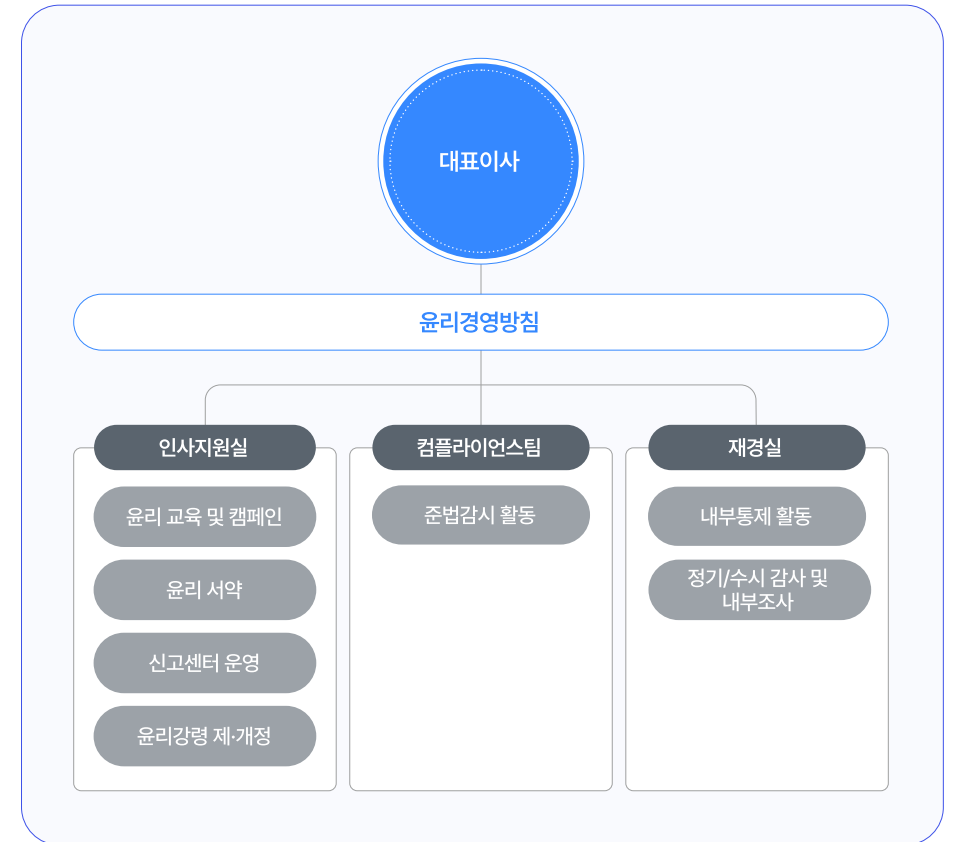 대표이사
윤리경영방침
인사지원실
윤리 교육 및 캠페인
윤리 서약
신고센터 운영
윤리강령 제·개정
컴플라이언스팀
준법감시 활동
재경실
내부통제 활동
정기/수시 감사 및
내부조사